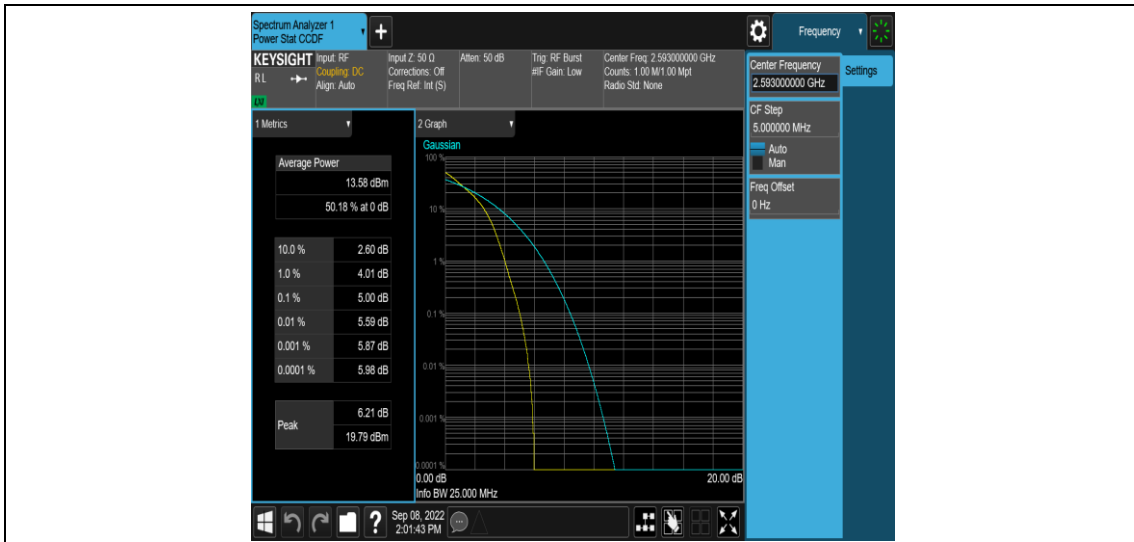 Spectrum Analyzer 1
Power Stat CCDF
+
Frequency
KEYSIGHT
RL
LM
Input: RF
Coupling: DC
Align: Auto
Input Z: 50 Ω
Corrections: Off
Freq Ref: Int (S)
Atten: 50 dB
Trig: RF Burst
#IF Gain: Low
Center Freq: 2.593000000 GHz
Counts: 1.00 M/1.00 Mpt
Radio Std: None
Center Frequency
2.593000000 GHz
Settings
CF Step
5.000000 MHz
Auto
Man
Freq Offset
0 Hz
1 Metrics
Average Power
13.58 dBm
50.18 % at 0 dB
10.0 % 2.60 dB
1.0 % 4.01 dB
0.1 % 5.00 dB
0.01 % 5.59 dB
0.001 % 5.87 dB
0.0001 % 5.98 dB
Peak
6.21 dB
19.79 dBm
2 Graph
Gaussian
100 %
10 %
1 %
0.1 %
0.01 %
0.001 %
0.0001 %
0.00 dB 20.00 dB
Info BW 25.000 MHz
?
Sep 08, 2022
2:01:43 PM